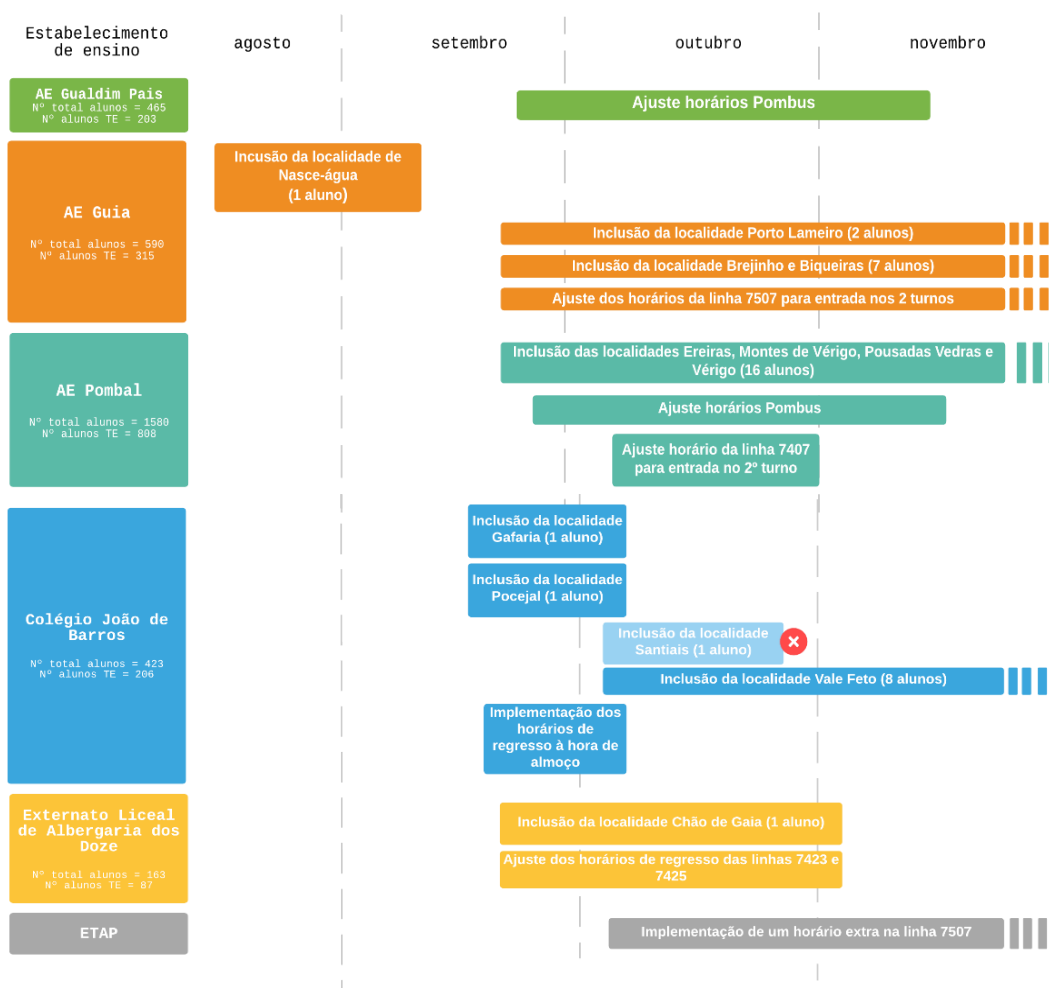 Estabelecimento
de ensino
agosto
setembro
outubro
novembro
AE Gualdim Pais
Nº total alunos = 465
Nº alunos TE = 203
Ajuste horários Pombus
AE Guia
Nº total alunos = 590
Nº alunos TE = 315
Incusão da localidade de
Nasce-água
(1 aluno)
Inclusão da localidade Porto Lameiro (2 alunos)
Inclusão da localidade Brejinho e Biqueiras (7 alunos)
Ajuste dos horários da linha 7507 para entrada nos 2 turnos
AE Pombal
Nº total alunos = 1580
Nº alunos TE = 808
Inclusão das localidades Ereiras, Montes de Vérigo, Pousadas Vedras e
Vérigo (16 alunos)
Ajuste horários Pombus
Ajuste horário da linha 7407
para entrada no 2º turno
Colégio João de
Barros
Nº total alunos = 423
Nº alunos TE = 206
Inclusão da localidade
Gafaria (1 aluno)
Inclusão da localidade
Pocejal (1 aluno)
Inclusão da localidade
Santiais (1 aluno)
Inclusão da localidade Vale Feto (8 alunos)
Implementação dos
horários de
regresso à hora de
almoço
Externato Liceal
de Albergaria dos
Doze
Nº total alunos = 163
Nº alunos TE = 87
Inclusão da localidade Chão de Gaia (1 aluno)
Ajuste dos horários de regresso das linhas 7423 e
7425
ETAP
Implementação de um horário extra na linha 7507